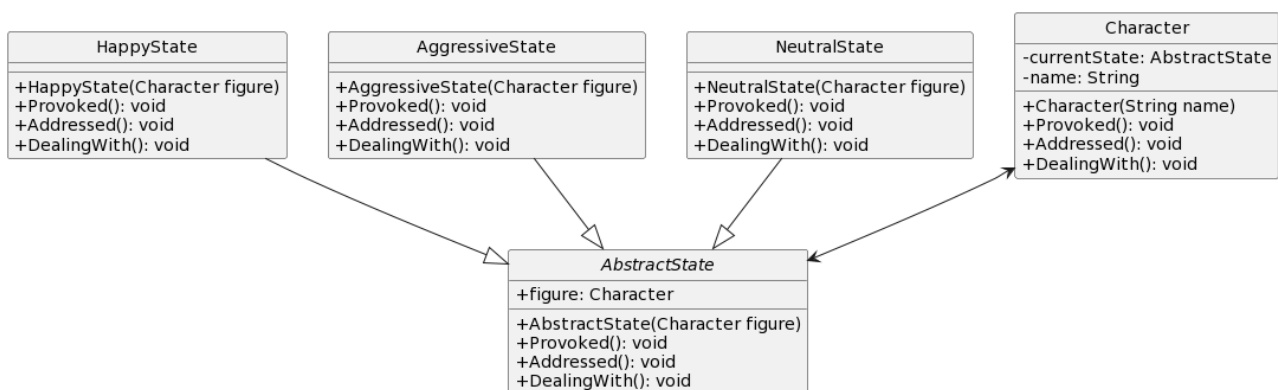 HappyState
+HappyState(Character figure)
+Provoked(): void
+Addressed(): void
+DealingWith(): void
AggressiveState
+AggressiveState(Character figure)
+Provoked(): void
+Addressed(): void
+DealingWith(): void
NeutralState
+NeutralState(Character figure)
+Provoked(): void
+Addressed(): void
+DealingWith(): void
Character
-currentState: AbstractState
-name: String
+Character(String name)
+Provoked(): void
+Addressed(): void
+DealingWith(): void
AbstractState
+figure: Character
+AbstractState(Character figure)
+Provoked(): void
+Addressed(): void
+DealingWith(): void